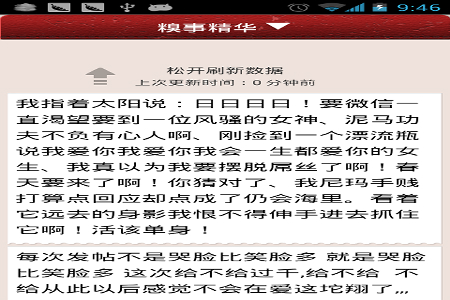 9:46
糗事精华
松开刷新数据
上次更新时间：0 分钟前
我指着太阳说：日日日日！要微信一
直渴望要到一位风骚的女神、泥马功
夫不负有心人啊、刚捡到一个漂流瓶
说我爱你我爱你我会一生都爱你的女
生、我真以为我要摆脱屌丝了啊！春
天要来了啊！你猜对了、我尼玛手贱
打算点回应却点成了仍会海里。看着
它远去的身影我恨不得伸手进去抓住
它啊！活该单身！
每次发帖不是哭脸比笑脸多 就是哭脸
比笑脸多 这次给不给过千,给不给 不
给从此以后感觉不会在爱这坨翔了,,,